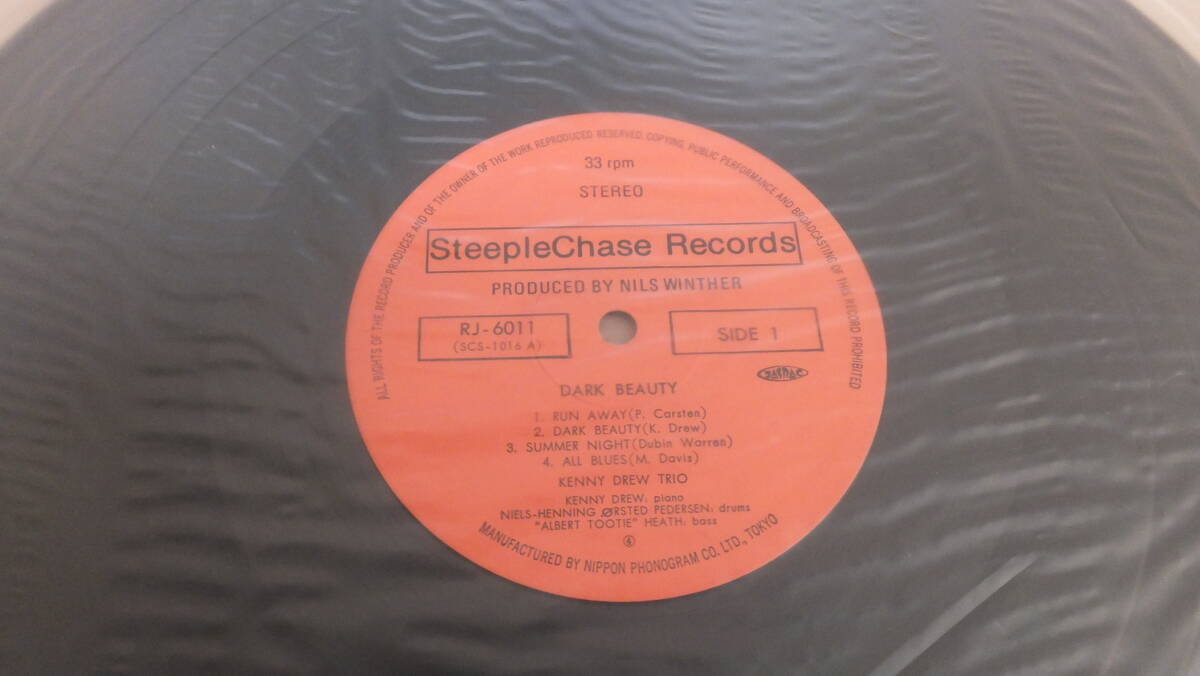 ALL RIGHTS OF THE RECORD PRODUCER AND OF THE OWNER OF THE WORK REPRODUCED RESERVED. COPYING, PUBLIC PERFORMANCE AND BROADCASTING OF THIS RECORD PROHIBITED
33 rpm
STEREO
SteepleChase Records
PRODUCED BY NILS WINTHER
RJ-6011
(SCS-1016 A)
SIDE 1
DARK BEAUTY
1. RUN AWAY(P. Carsten)
2. DARK BEAUTY(K. Drew)
3. SUMMER NIGHT(Dubin Warren)
4. ALL BLUES(M. Davis)
KENNY DREW TRIO
KENNY DREW: piano
NIELS-HENNING ØRSTED PEDERSEN: drums
"ALBERT TOOTIE" HEATH: bass
MANUFACTURED BY NIPPON PHONOGRAM CO. LTD., TOKYO